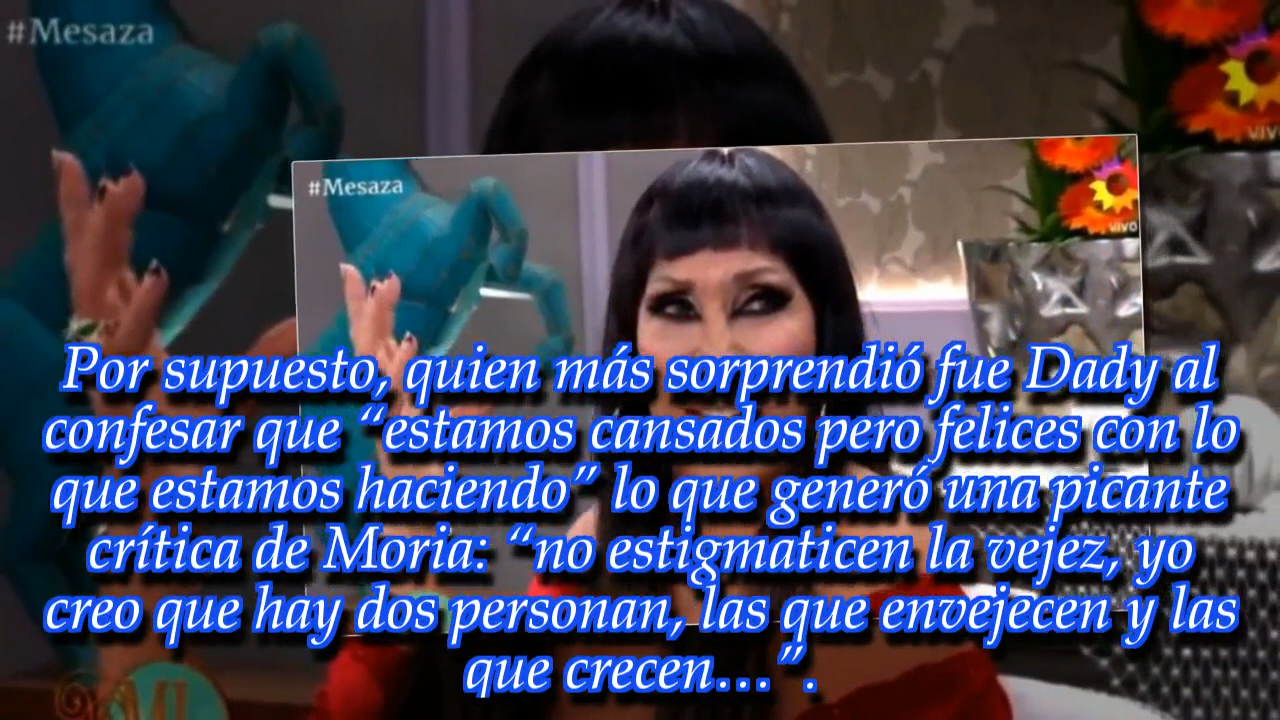 #Mesaza
#Mesaza
VIVO
VIVO
Por supuesto, quien más sorprendió fue Dady al
confesar que “estamos cansados pero felices con lo
que estamos haciendo” lo que generó una picante
crítica de Moria: “no estigmaticen la vejez, yo
creo que hay dos personan, las que envejecen y las
que crecen… ”.
ML